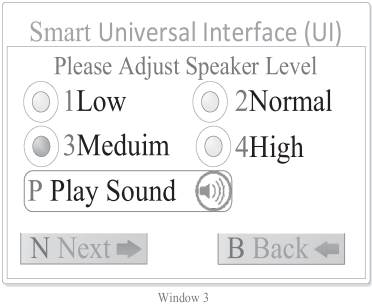 Smart Universal Interface (UI)
Please Adjust Speaker Level
1Low 2Normal
3Meduim 4High
P Play Sound
N Next B Back
Window 3